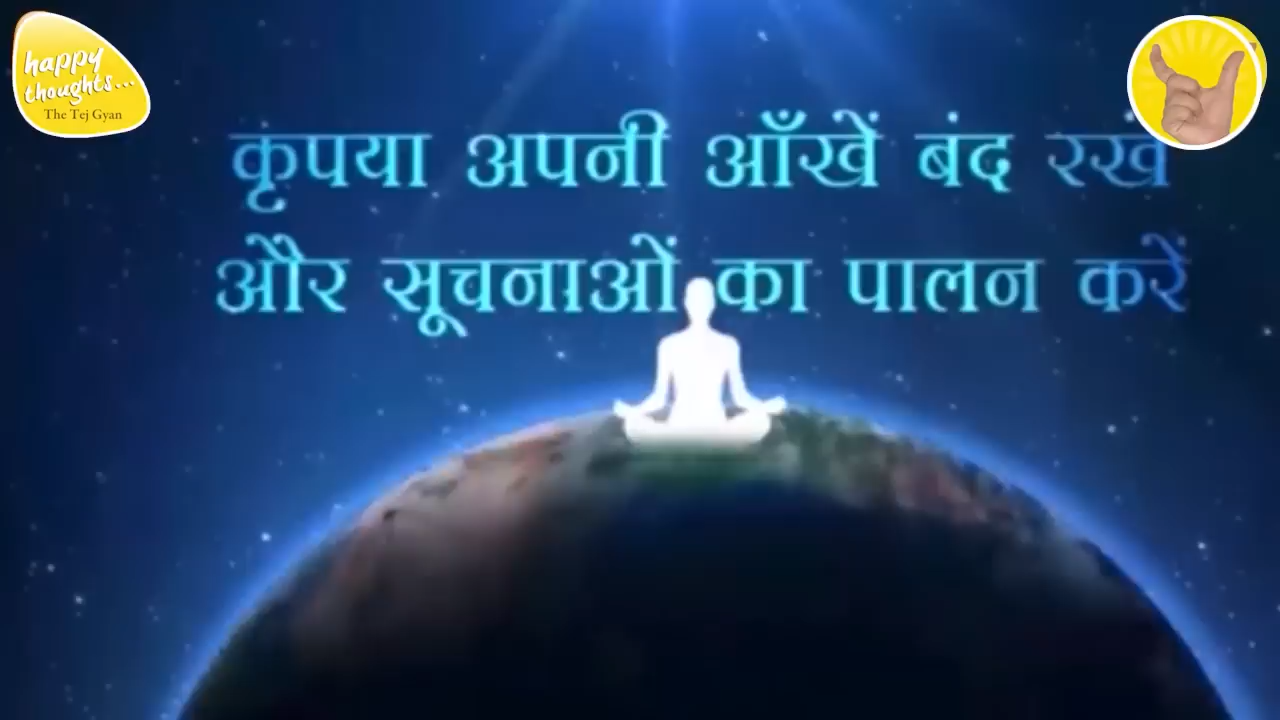 happy
thoughts...
The Tej Gyan
कृपया अपनी आँखें बंद रखें
और सूचनाओं का पालन करें